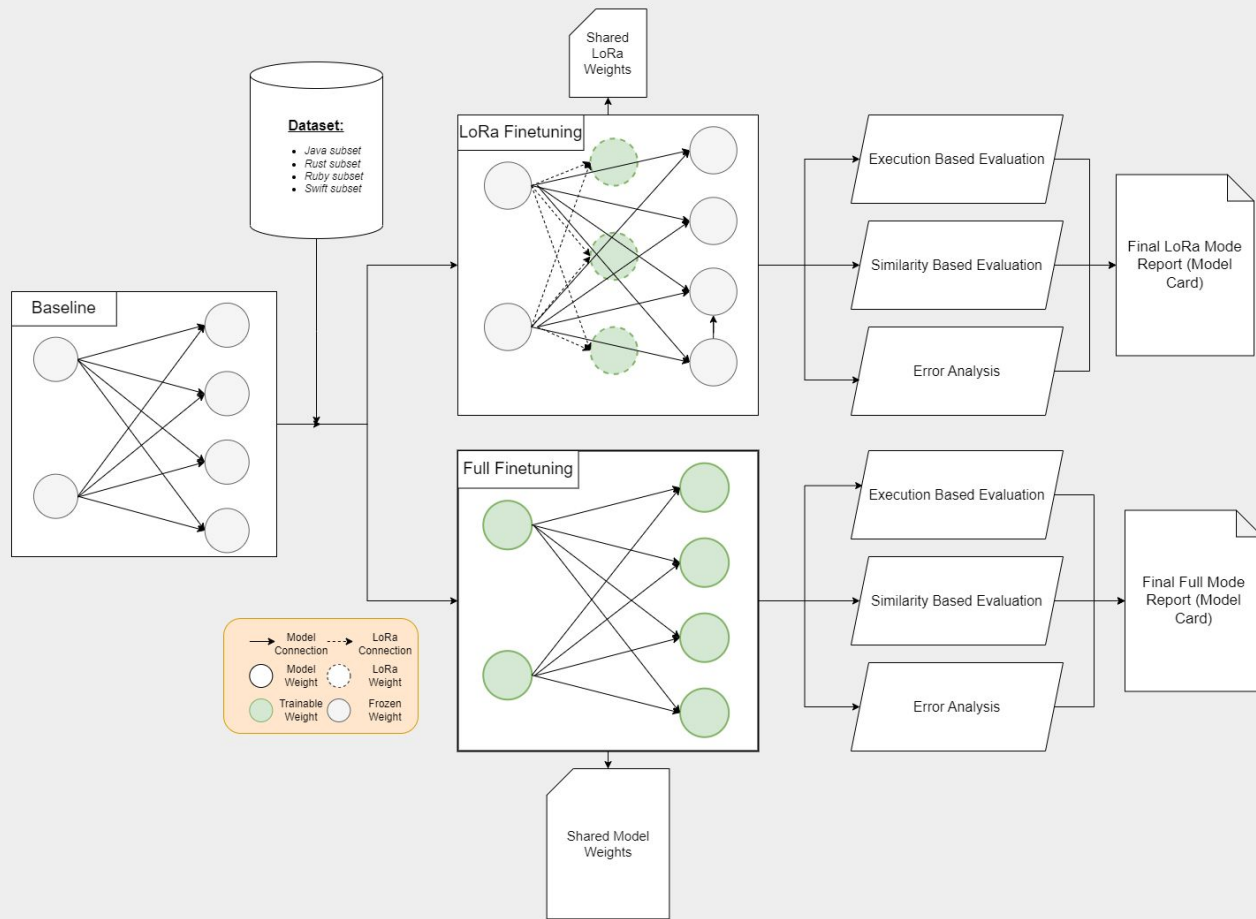 Shared
LoRa
Weights
Dataset:
Java subset
Rust subset
Ruby subset
Swift subset
LoRa Finetuning
Execution Based Evaluation
Similarity Based Evaluation
Error Analysis
Final LoRa Mode
Report (Model
Card)
Baseline
Full Finetuning
Execution Based Evaluation
Similarity Based Evaluation
Error Analysis
Final Full Mode
Report (Model
Card)
Model
Connection
LoRa
Connection
Model
Weight
LoRa
Weight
Trainable
Weight
Frozen
Weight
Shared Model
Weights